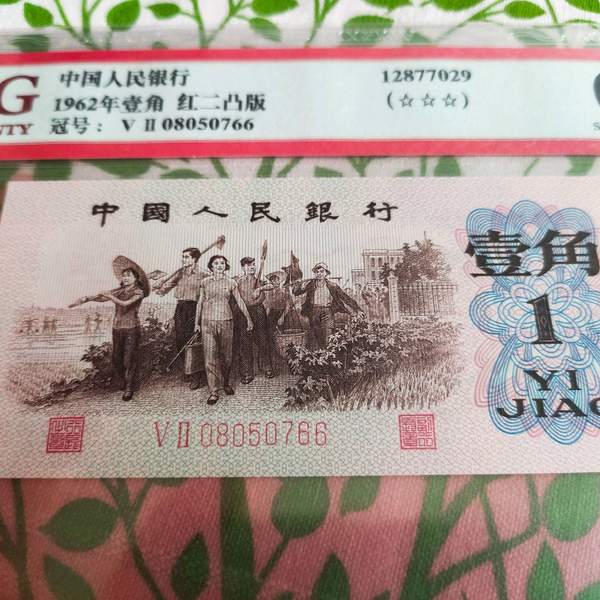 G
NTY
中国人民银行
12877029
1962年壹角 红二凸版
(☆☆☆)
冠号: V II 08050766
中國人民銀行
壹角
1
YI
JIAO
V II 08050766